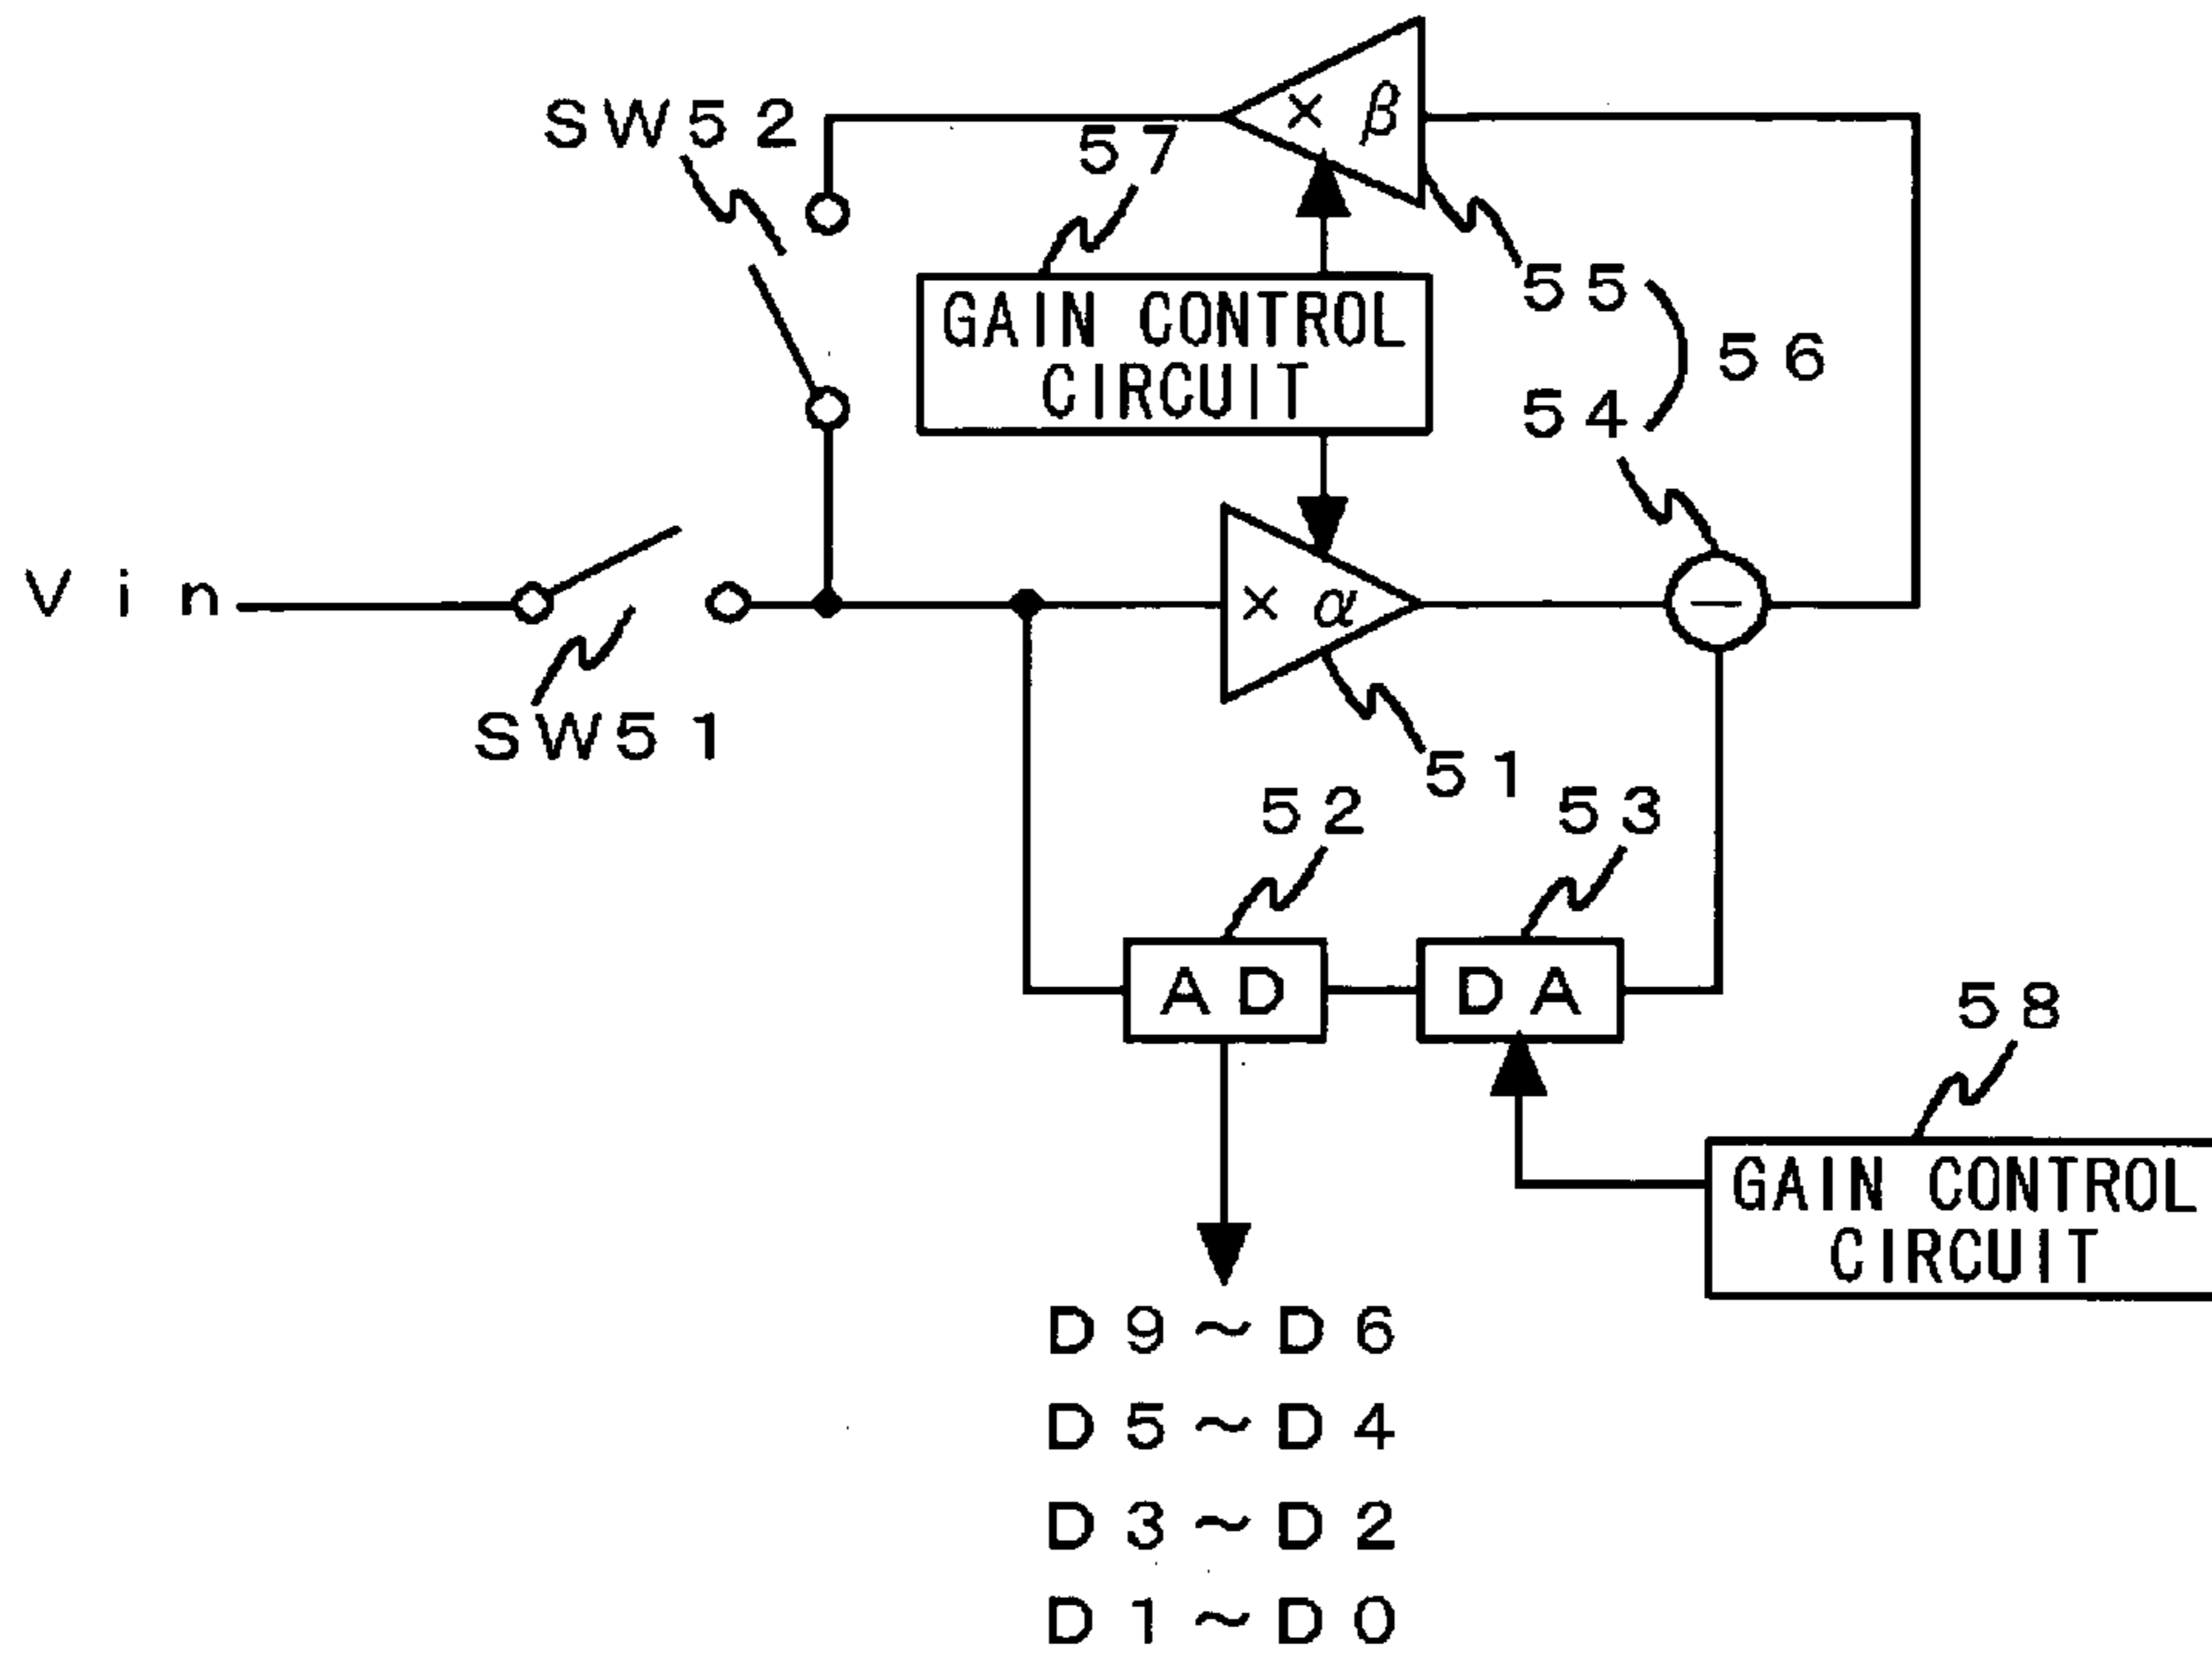 SW52
× β
57
GAIN CONTROL
CIRCUIT
55
56
54
Vin
× α
SW51
51
52
53
AD
DA
58
GAIN CONTROL
CIRCUIT
D9~D6
D5~D4
D3~D2
D1~D0